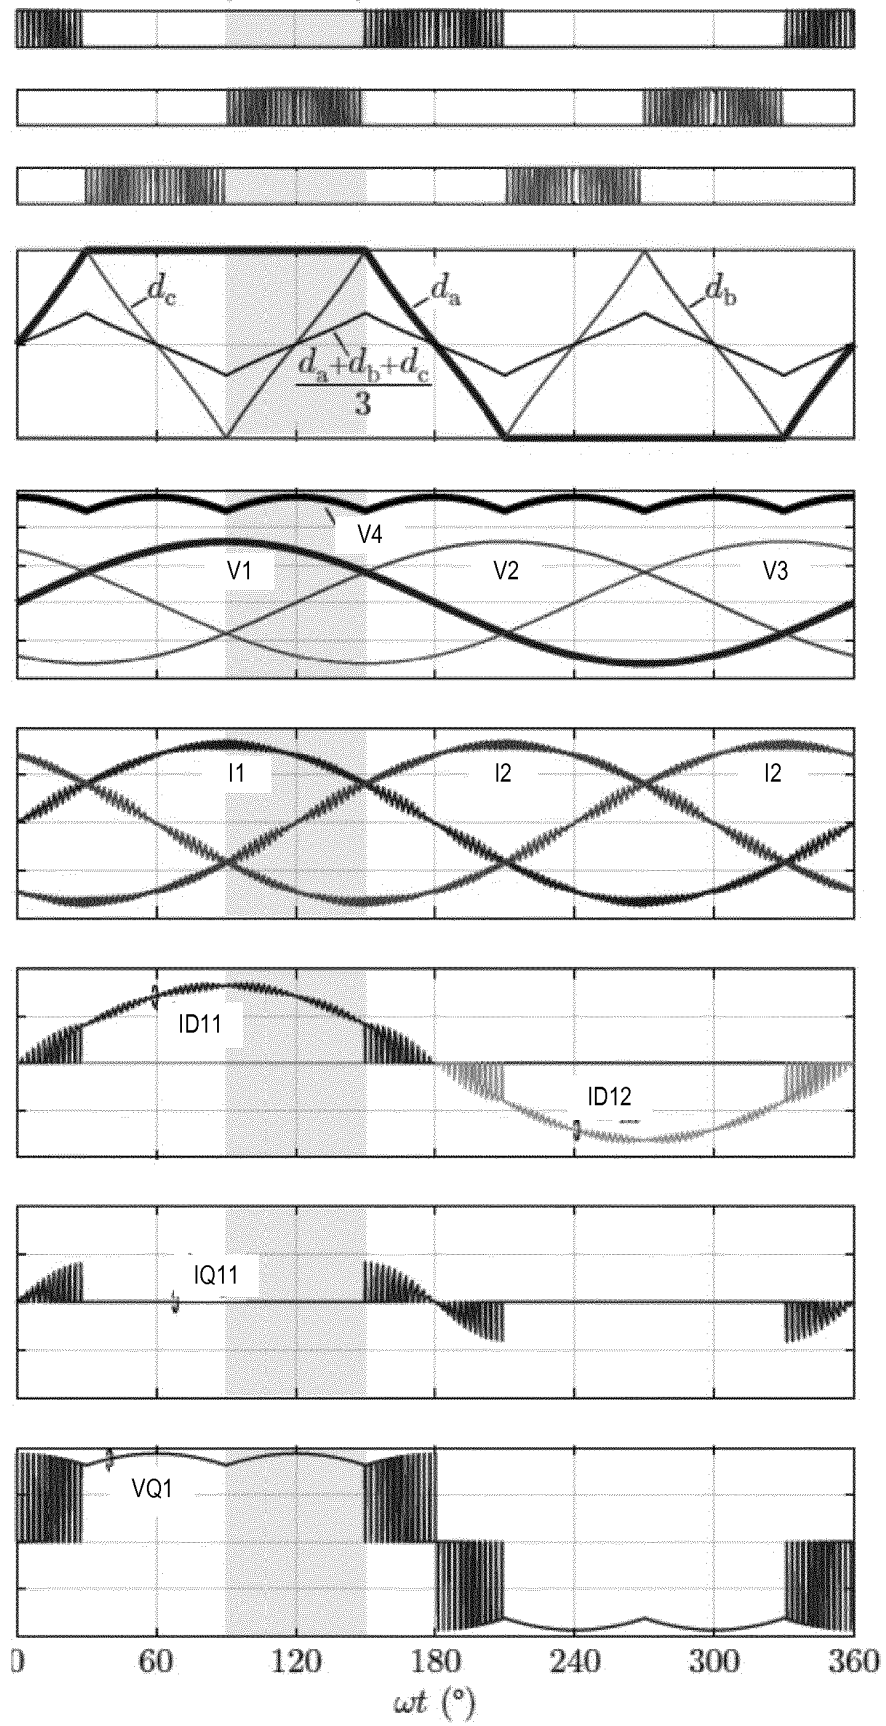 d_c
d_a
d_b
d_a+d_b+d_c
3
V4
V1
V2
V3
I1
I2
I2
ID11
ID12
IQ11
VQ1
0 60 120 180 240 300 360
ωt (°)